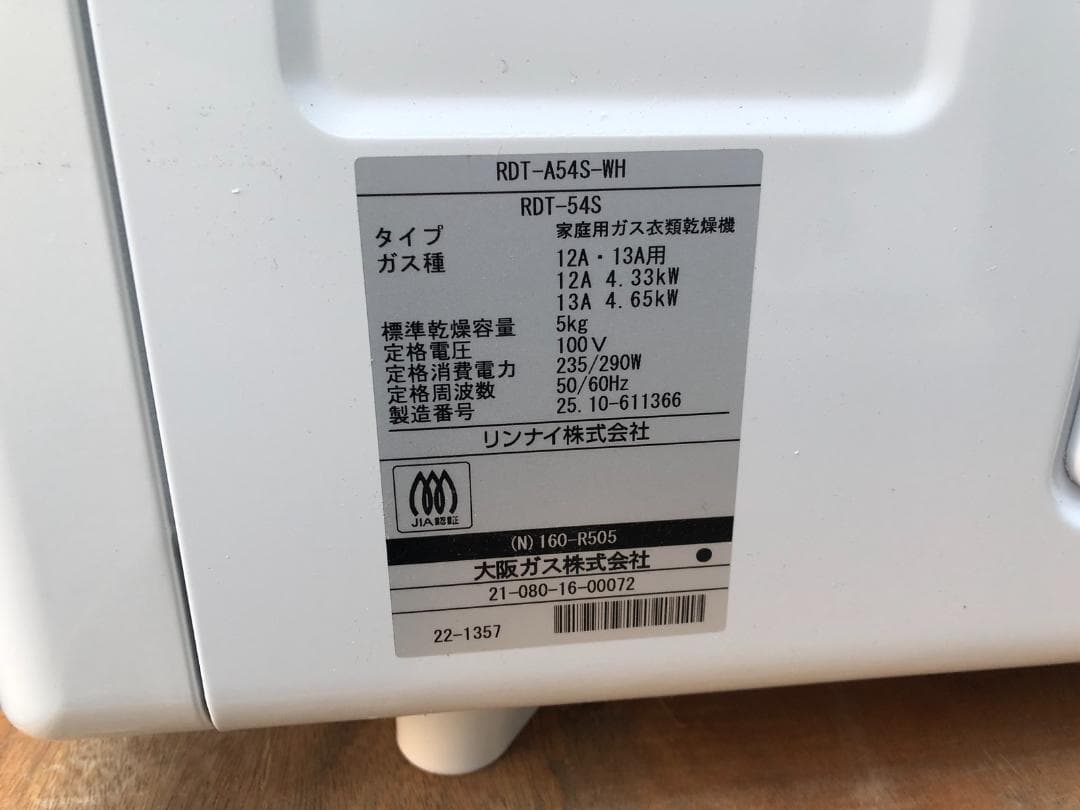 RDT-A54S-WH
RDT-54S
タイプ 家庭用ガス衣類乾燥機
ガス種 12A・13A用
12A 4.33kW
13A 4.65kW
標準乾燥容量 5kg
定格電圧 100V
定格消費電力 235/290W
定格周波数 50/60Hz
製造番号 25.10-611366
リンナイ株式会社
JIA認証
(N)160-R505
大阪ガス株式会社
21-080-16-00072
22-1357